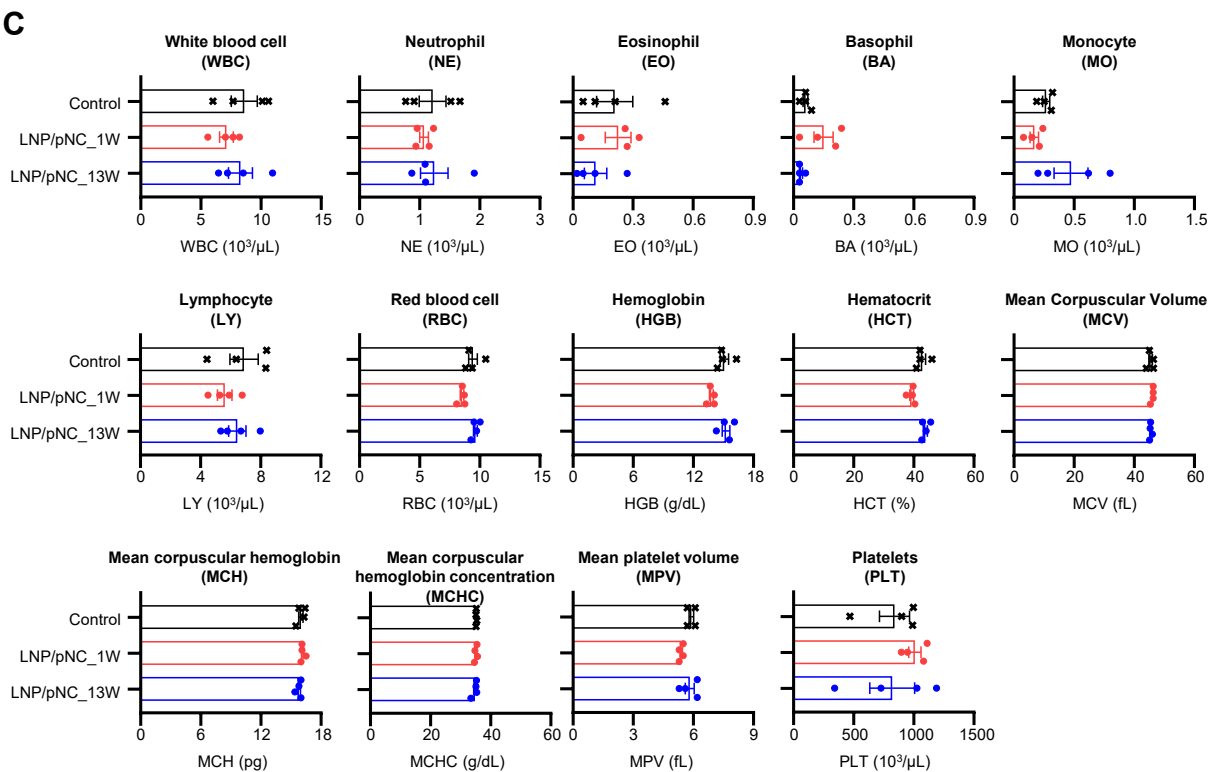 C
White blood cell
(WBC)
Neutrophil
(NE)
Eosinophil
(EO)
Basophil
(BA)
Monocyte
(MO)
Control
LNP/pNC_1W
LNP/pNC_13W
0 5 10 15
0 1 2 3
0 0.3 0.6 0.9
0 0.3 0.6 0.9
0 0.5 1.0 1.5
WBC (10³/µL)
NE (10³/µL)
EO (10³/µL)
BA (10³/µL)
MO (10³/µL)
Lymphocyte
(LY)
Red blood cell
(RBC)
Hemoglobin
(HGB)
Hematocrit
(HCT)
Mean Corpuscular Volume
(MCV)
Control
LNP/pNC_1W
LNP/pNC_13W
0 4 8 12
0 5 10 15
0 6 12 18
0 20 40 60
0 20 40 60
LY (10³/µL)
RBC (10³/µL)
HGB (g/dL)
HCT (%)
MCV (fL)
Mean corpuscular hemoglobin
(MCH)
Mean corpuscular
hemoglobin concentration
(MCHC)
Mean platelet volume
(MPV)
Platelets
(PLT)
Control
LNP/pNC_1W
LNP/pNC_13W
0 6 12 18
0 20 40 60
0 3 6 9
0 500 1000 1500
MCH (pg)
MCHC (g/dL)
MPV (fL)
PLT (10³/µL)